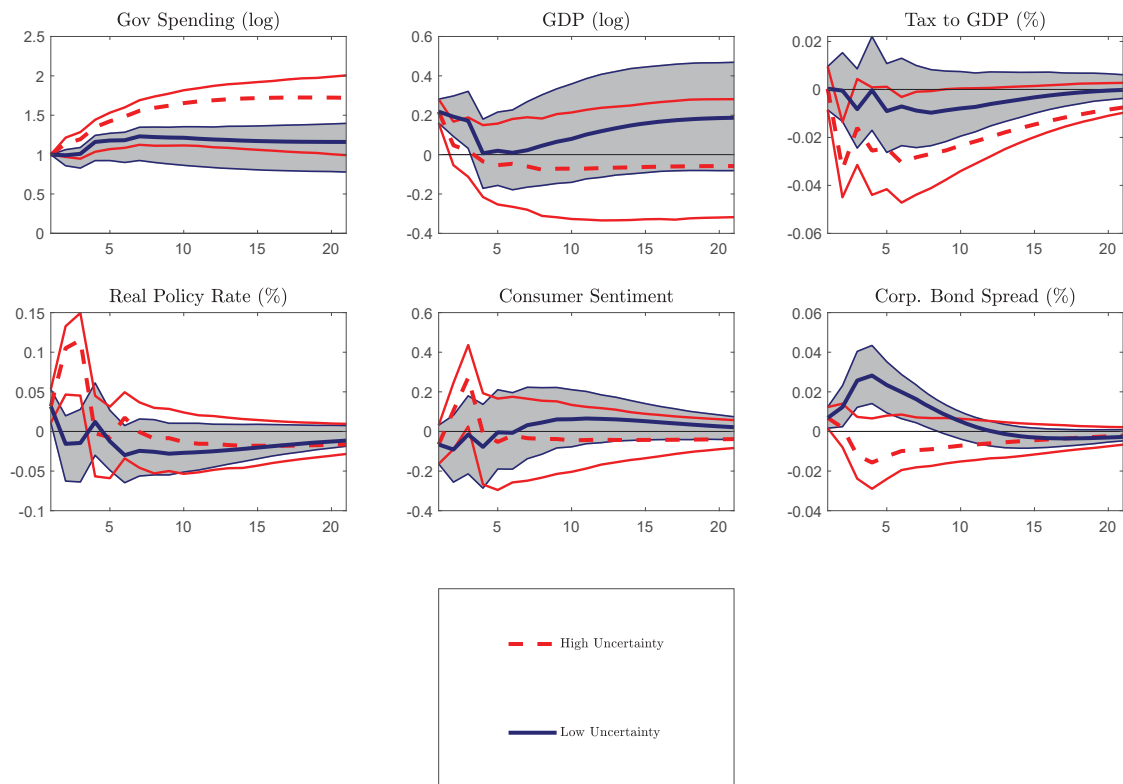 Gov Spending (log)
2.5
2
1.5
1
0.5
0
5 10 15 20
GDP (log)
0.6
0.4
0.2
0
-0.2
-0.4
5 10 15 20
Tax to GDP (%)
0.02
0
-0.02
-0.04
-0.06
5 10 15 20
Real Policy Rate (%)
0.15
0.1
0.05
0
-0.05
-0.1
5 10 15 20
Consumer Sentiment
0.6
0.4
0.2
0
-0.2
-0.4
5 10 15 20
Corp. Bond Spread (%)
0.06
0.04
0.02
0
-0.02
-0.04
5 10 15 20
High Uncertainty
Low Uncertainty